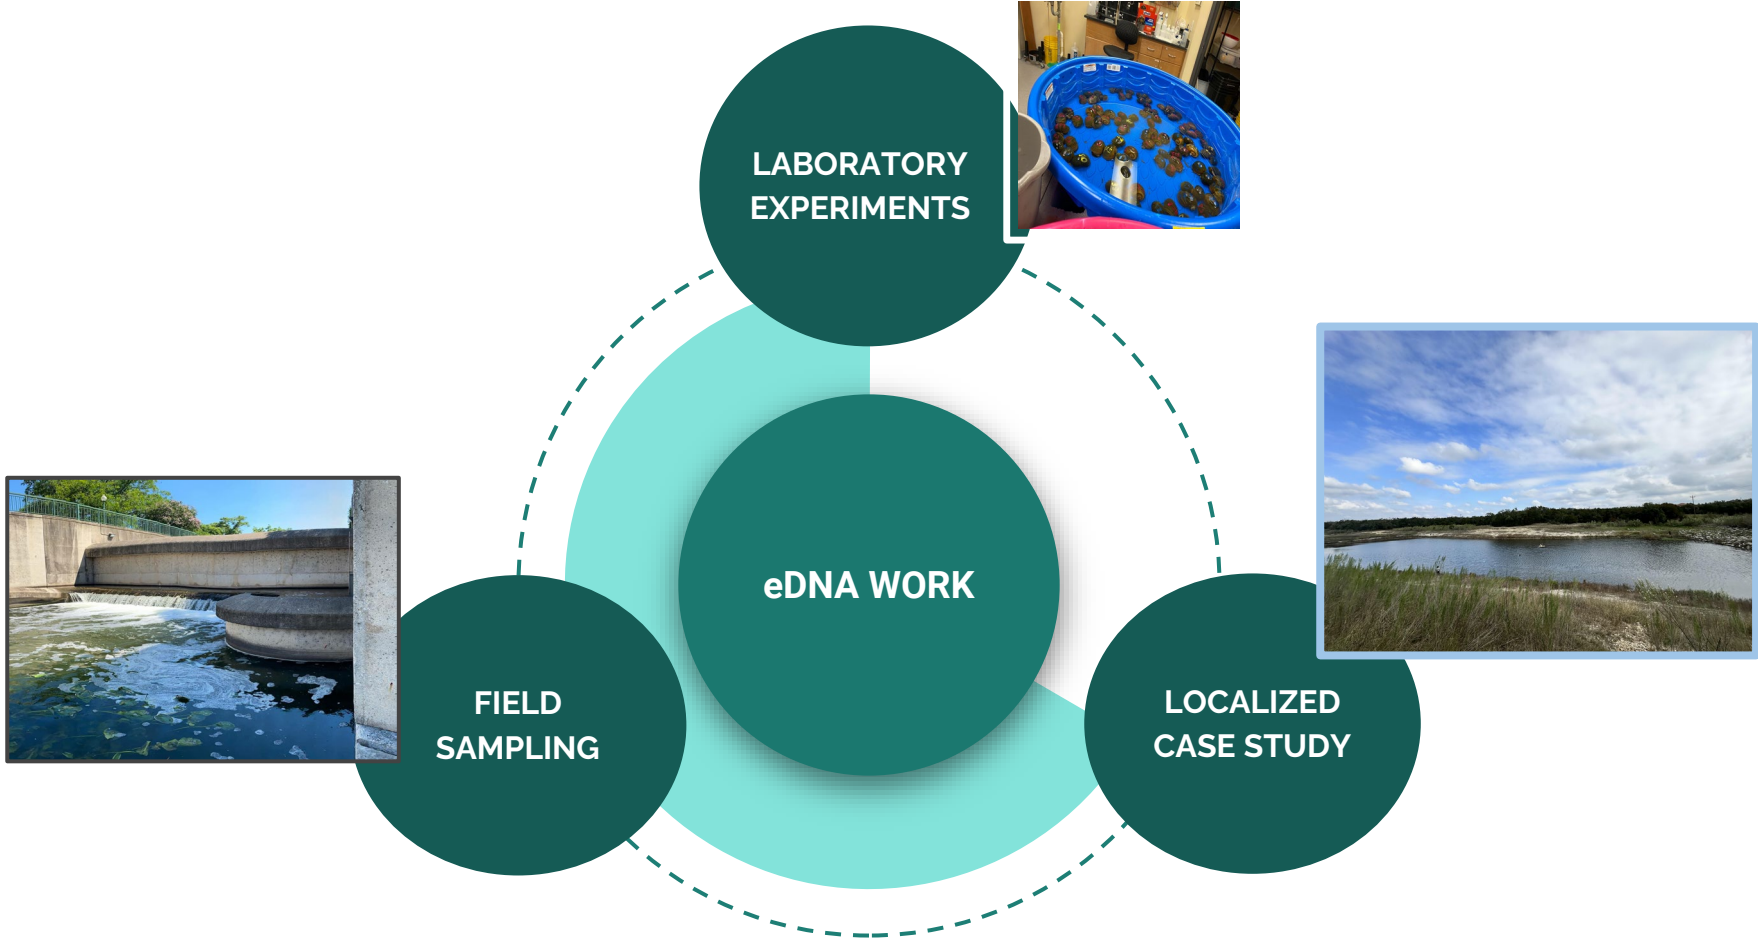 LABORATORY
EXPERIMENTS
eDNA WORK
FIELD
SAMPLING
LOCALIZED
CASE STUDY